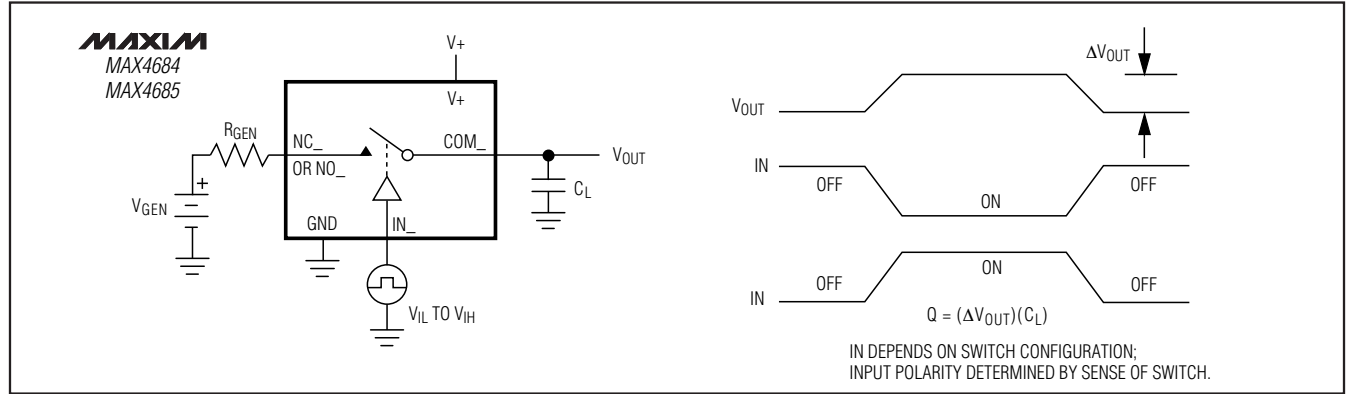 MAXIM
MAX4684
MAX4685
V+
V+
RGEN
NC_
OR NO_
COM_
VOUT
CL
+
VGEN
GND
IN_
VIL TO VIH
ΔVOUT
VOUT
IN
OFF
ON
OFF
IN
OFF
ON
OFF
Q = (ΔVOUT)(CL)
IN DEPENDS ON SWITCH CONFIGURATION;
INPUT POLARITY DETERMINED BY SENSE OF SWITCH.